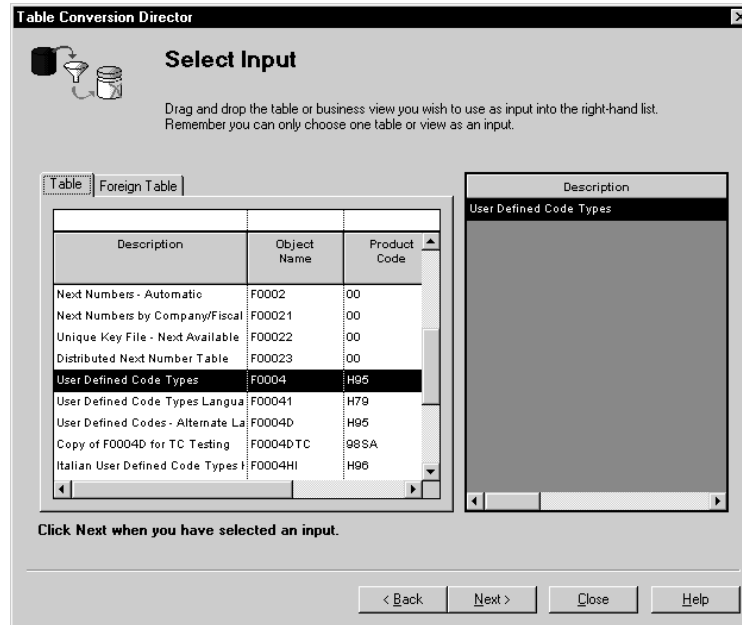 Table Conversion Director
Select Input
Drag and drop the table or business view you wish to use as input into the right-hand list.
Remember you can only choose one table or view as an input.
Table Foreign Table
Description Object Name Product Code
Next Numbers - Automatic F0002 00
Next Numbers by Company/Fiscal F00021 00
Unique Key File - Next Available F00022 00
Distributed Next Number Table F00023 00
User Defined Code Types F0004 H95
User Defined Code Types Langua F00041 H79
User Defined Codes - Alternate La F0004D H95
Copy of F0004D for TC Testing F0004DTC 98SA
Italian User Defined Code Types F0004HI H96
Description
User Defined Code Types
Click Next when you have selected an input.
< Back Next > Close Help